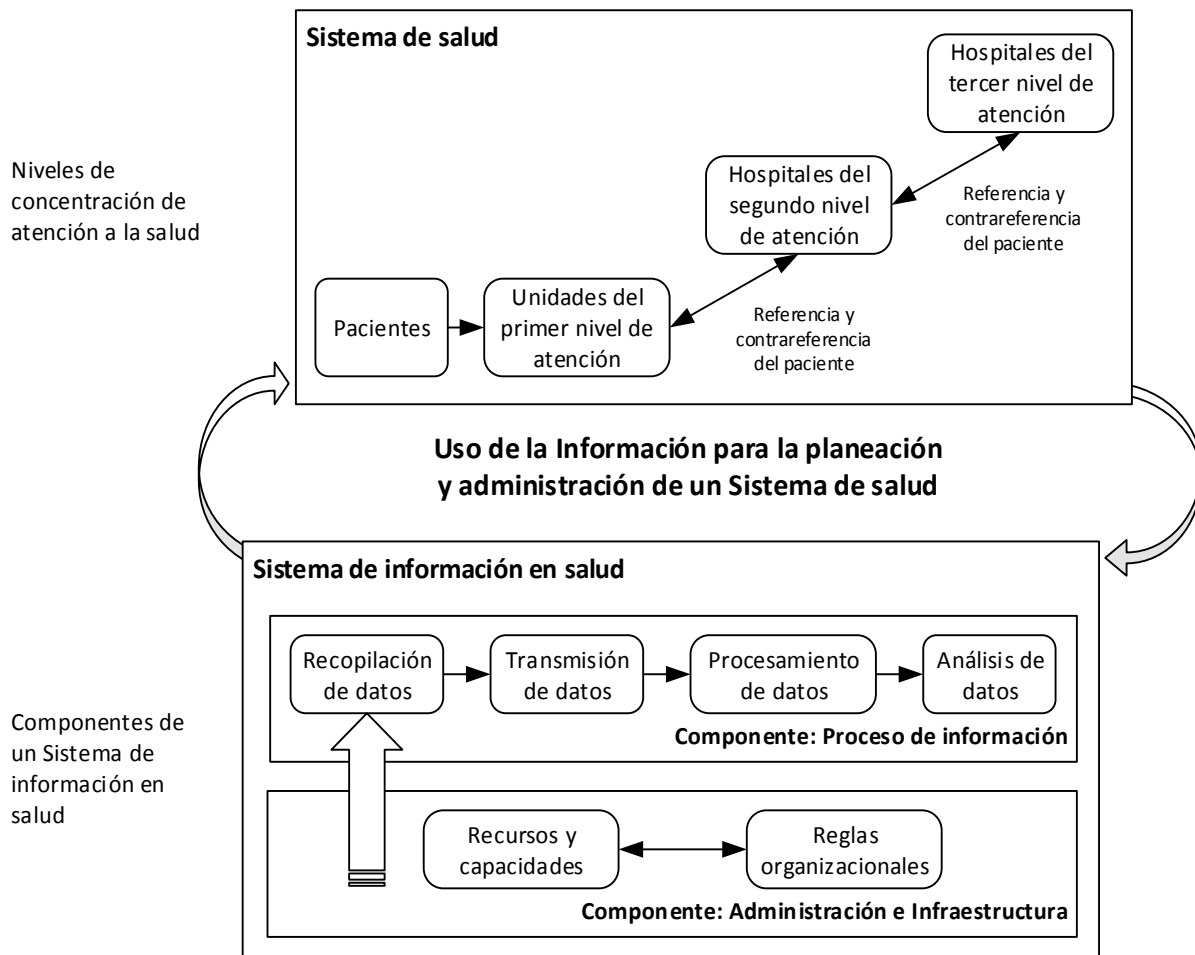 Sistema de salud
Hospitales del
tercer nivel de
atención
Niveles de
concentración de
atención a la salud
Hospitales del
segundo nivel
de atención
Referencia y
contrareferencia
del paciente
Pacientes
Unidades del
primer nivel de
atención
Referencia y
contrareferencia
del paciente
Uso de la Información para la planeación
y administración de un Sistema de salud
Sistema de información en salud
Recopilación
de datos
Transmisión
de datos
Procesamiento
de datos
Análisis de
datos
Componente: Proceso de información
Componentes de
un Sistema de
información en
salud
Recursos y
capacidades
Reglas
organizacionales
Componente: Administración e Infraestructura